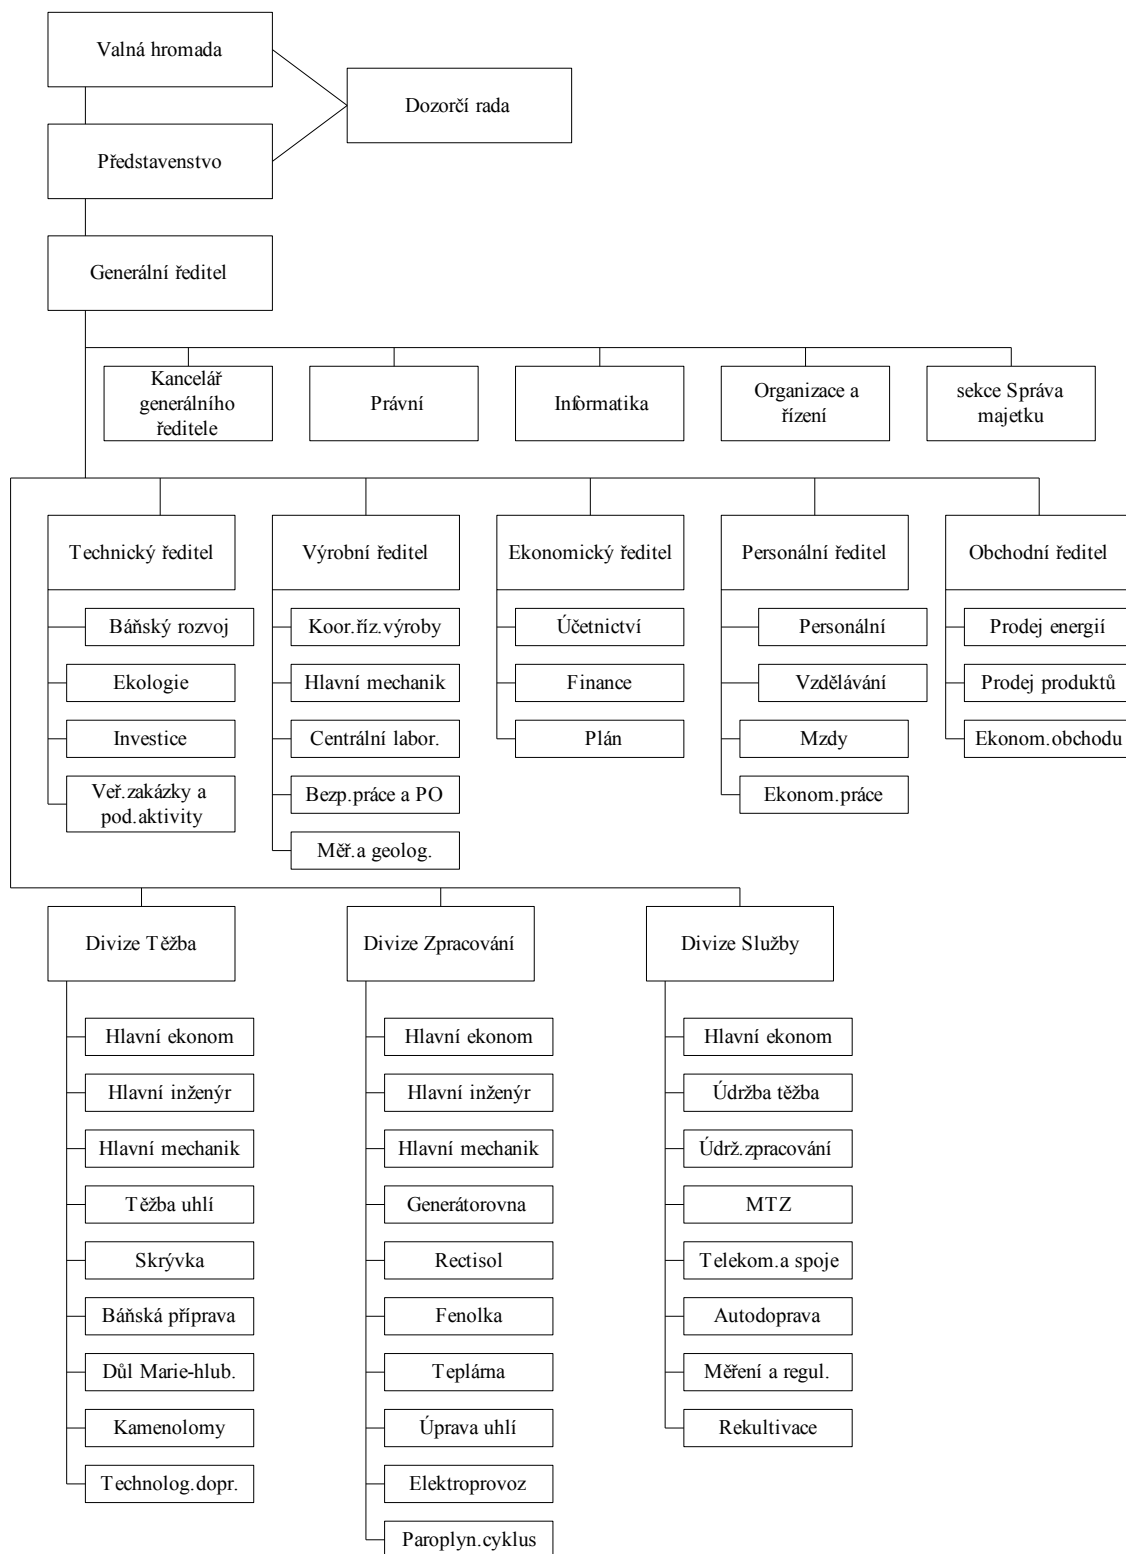 Valná hromada
Dozorčí rada
Představenstvo
Generální ředitel
Kancelář
generálního
ředitele
Právní
Informatika
Organizace a
řízení
sekce Správa
majetku
Technický ředitel
Výrobní ředitel
Ekonomický ředitel
Personální ředitel
Obchodní ředitel
Báňský rozvoj
Ekologie
Investice
Veř.zakázky a
pod.aktivity
Koor.říz.výroby
Hlavní mechanik
Centrální labor.
Bezp.práce a PO
Měř.a geolog.
Účetnictví
Finance
Plán
Personální
Vzdělávání
Mzdy
Ekonom.práce
Prodej energií
Prodej produktů
Ekonom.obchodu
Divize Těžba
Divize Zpracování
Divize Služby
Hlavní ekonom
Hlavní inženýr
Hlavní mechanik
Těžba uhlí
Skrývka
Báňská příprava
Důl Marie-hlub.
Kamenolomy
Technolog.dopr.
Hlavní ekonom
Hlavní inženýr
Hlavní mechanik
Generátorovna
Rectisol
Fenolka
Teplárna
Úprava uhlí
Elektroprovoz
Paroplyn.cyklus
Hlavní ekonom
Údržba těžba
Údrž.zpracování
MTZ
Telekom.a spoje
Autodoprava
Měření a regul.
Rekultivace